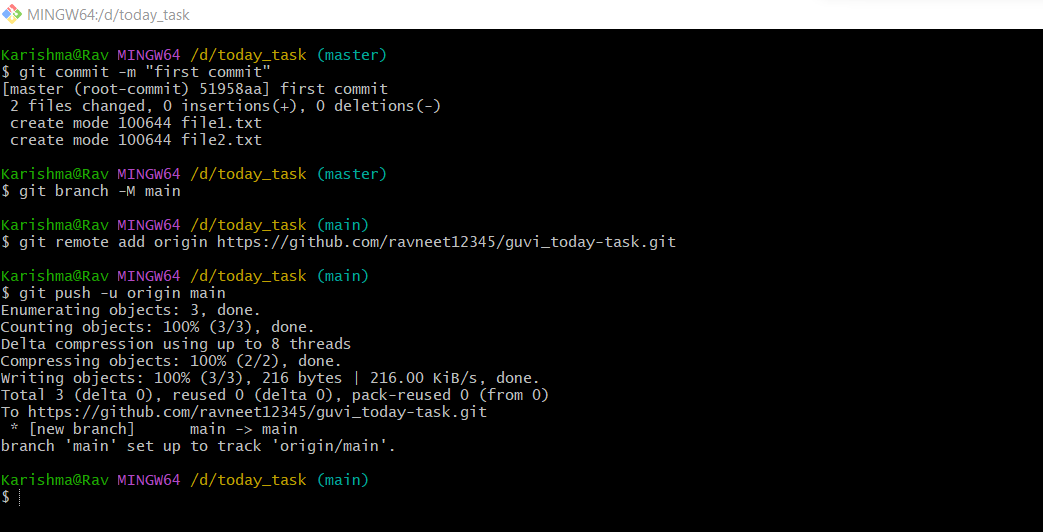 MINGW64:/d/today_task
Karishma@Rav MINGW64 /d/today_task (master)
$ git commit -m "first commit"
[master (root-commit) 51958aa] first commit
 2 files changed, 0 insertions(+), 0 deletions(-)
 create mode 100644 file1.txt
 create mode 100644 file2.txt
Karishma@Rav MINGW64 /d/today_task (master)
$ git branch -M main
Karishma@Rav MINGW64 /d/today_task (main)
$ git remote add origin https://github.com/ravneet12345/guvi_today-task.git
Karishma@Rav MINGW64 /d/today_task (main)
$ git push -u origin main
Enumerating objects: 3, done.
Counting objects: 100% (3/3), done.
Delta compression using up to 8 threads
Compressing objects: 100% (2/2), done.
Writing objects: 100% (3/3), 216 bytes | 216.00 KiB/s, done.
Total 3 (delta 0), reused 0 (delta 0), pack-reused 0 (from 0)
To https://github.com/ravneet12345/guvi_today-task.git
 * [new branch]      main -> main
branch 'main' set up to track 'origin/main'.
Karishma@Rav MINGW64 /d/today_task (main)
$